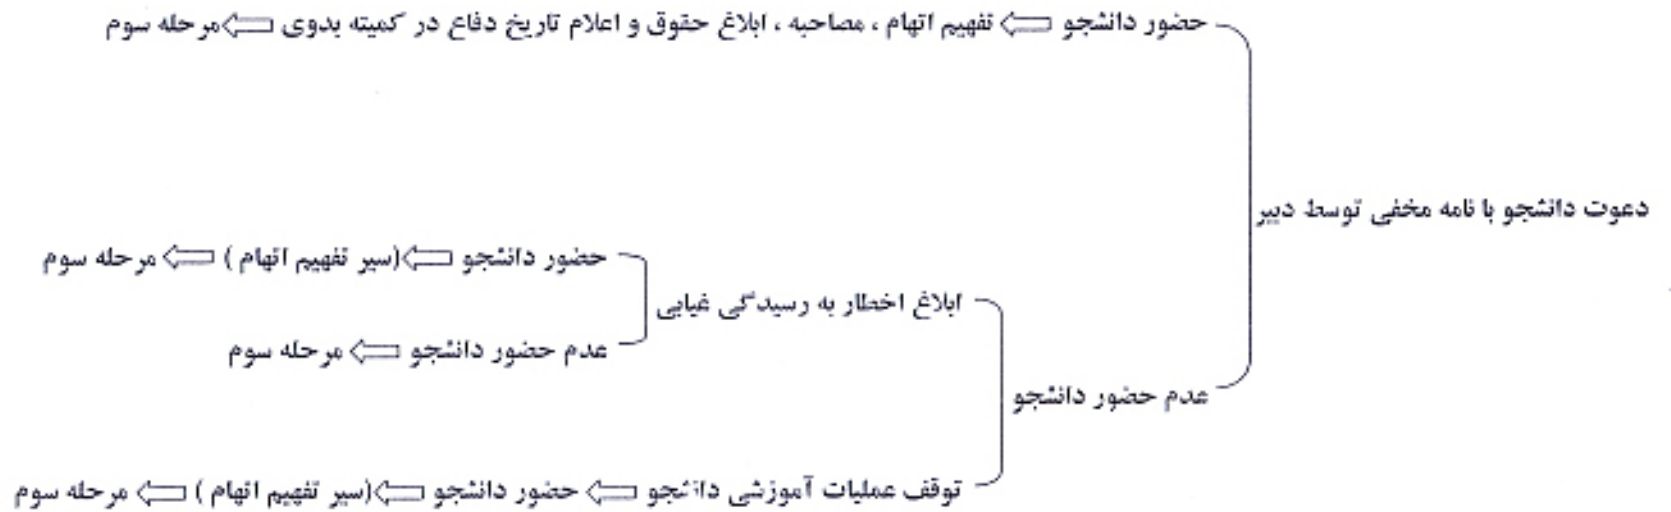 حضور دانشجو ⇐ تفهیم اتهام ، مصاحبه ، ابلاغ حقوق و اعلام تاریخ دفاع در کمیته بدوی ⇐ مرحله سوم
دعوت دانشجو با نامه مخفی توسط دبیر
حضور دانشجو ⇐ (سیر تفهیم اتهام ) ⇐ مرحله سوم
ابلاغ اخطار به رسیدگی غیابی
عدم حضور دانشجو ⇐ مرحله سوم
عدم حضور دانشجو
توقف عملیات آموزشی دانشجو ⇐ حضور دانشجو ⇐ (سیر تفهیم اتهام ) ⇐ مرحله سوم